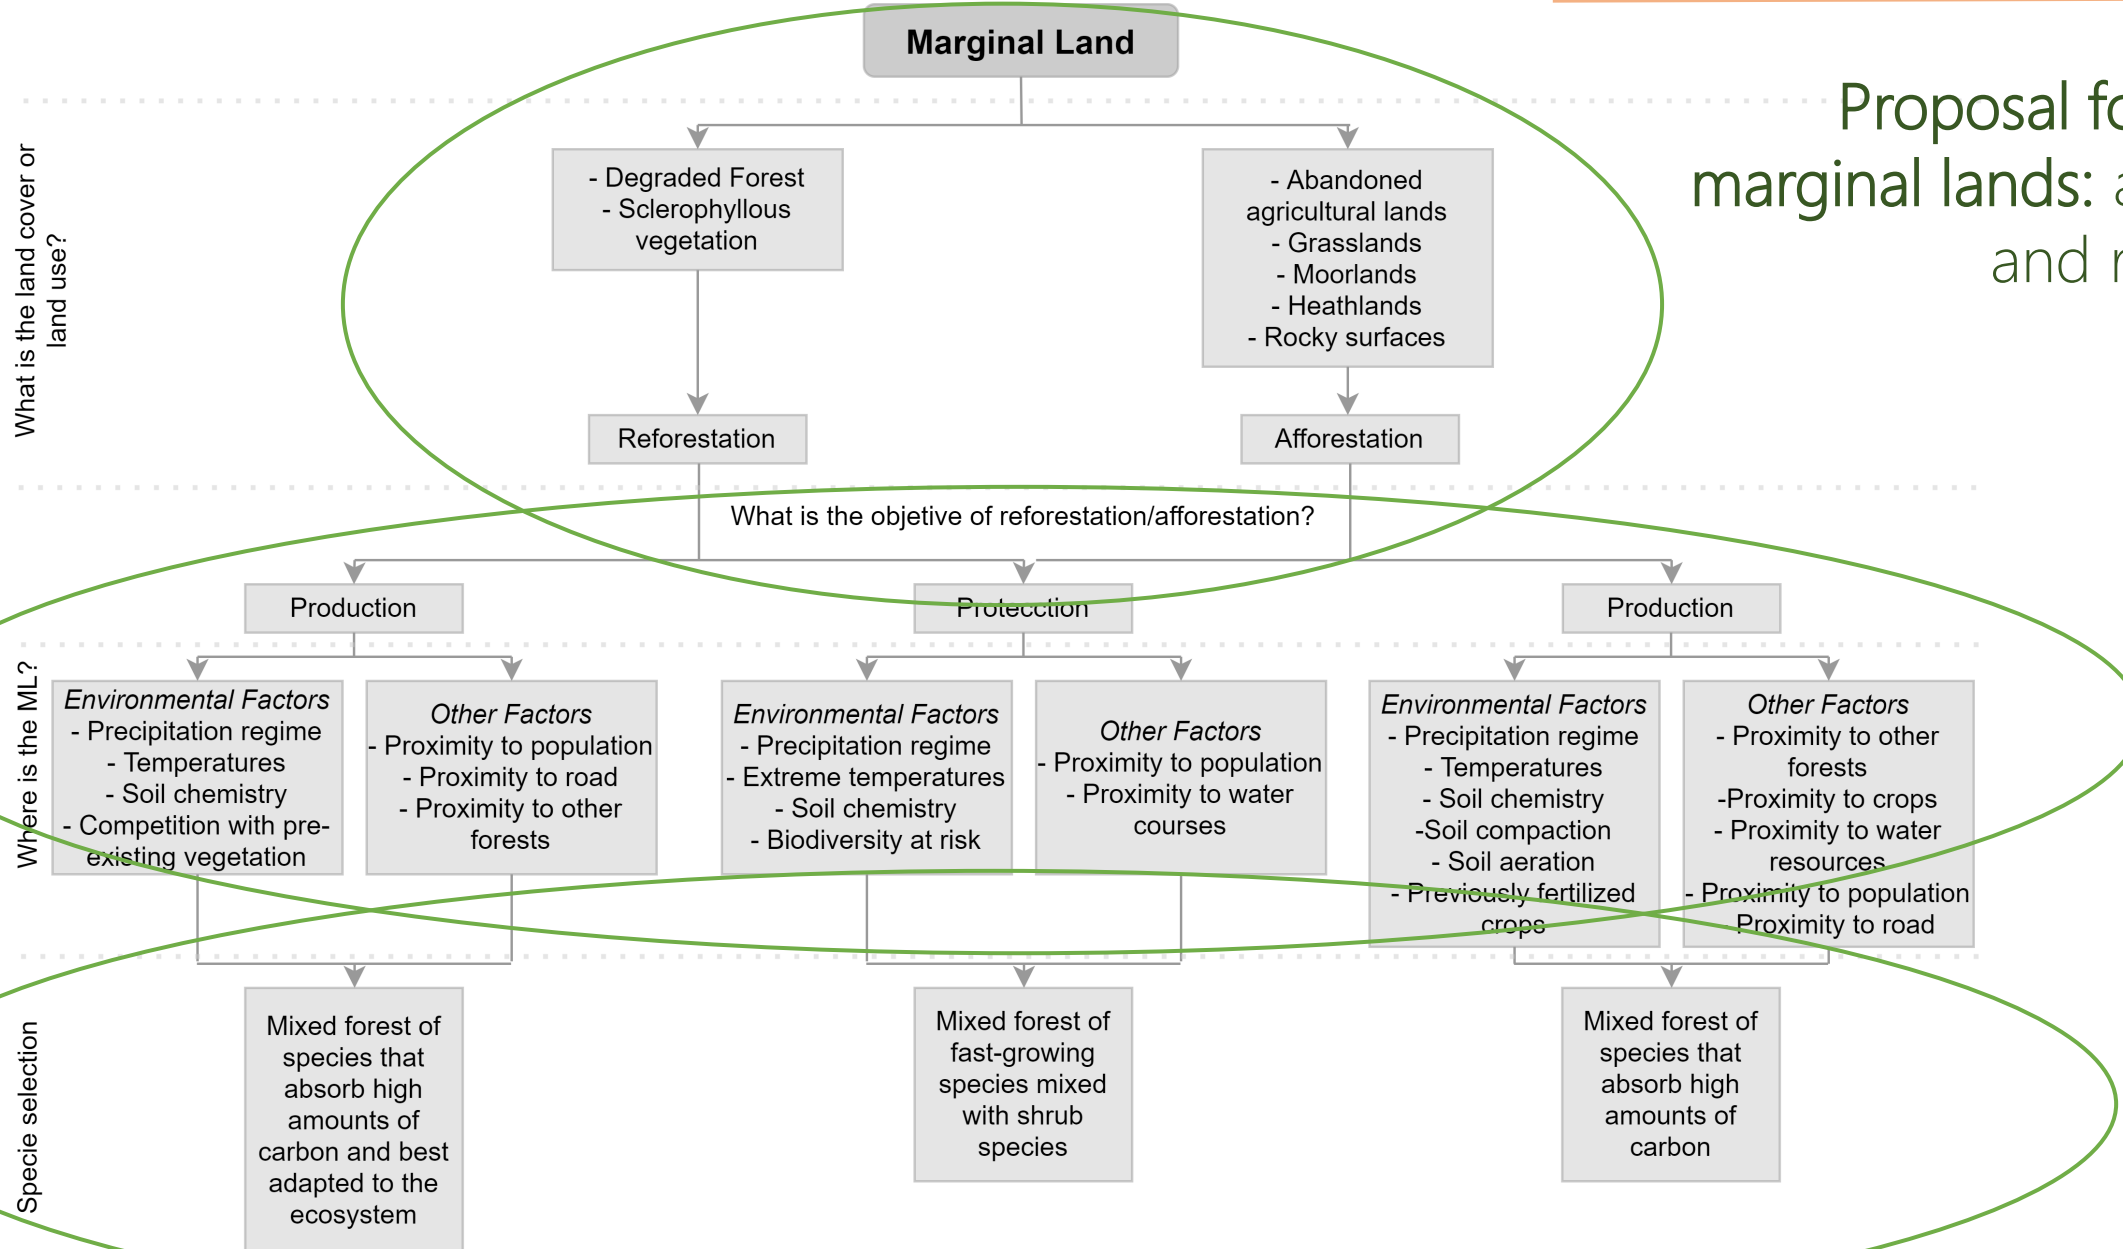 Marginal Land
Proposal fo
marginal lands: a
and r
What is the land cover or
land use?
- Degraded Forest
- Sclerophyllous
vegetation
- Abandoned
agricultural lands
- Grasslands
- Moorlands
- Heathlands
- Rocky surfaces
Reforestation
Afforestation
What is the objetive of reforestation/afforestation?
Production
Protecction
Production
Where is the ML?
Environmental Factors
- Precipitation regime
- Temperatures
- Soil chemistry
- Competition with pre-
existing vegetation
Other Factors
- Proximity to population
- Proximity to road
- Proximity to other
forests
Environmental Factors
- Precipitation regime
- Extreme temperatures
- Soil chemistry
- Biodiversity at risk
Other Factors
- Proximity to population
- Proximity to water
courses
Environmental Factors
- Precipitation regime
- Temperatures
- Soil chemistry
-Soil compaction
- Soil aeration
- Previously fertilized
crops
Other Factors
- Proximity to other
forests
-Proximity to crops
- Proximity to water
resources
- Proximity to population
- Proximity to road
Specie selection
Mixed forest of
species that
absorb high
amounts of
carbon and best
adapted to the
ecosystem
Mixed forest of
fast-growing
species mixed
with shrub
species
Mixed forest of
species that
absorb high
amounts of
carbon